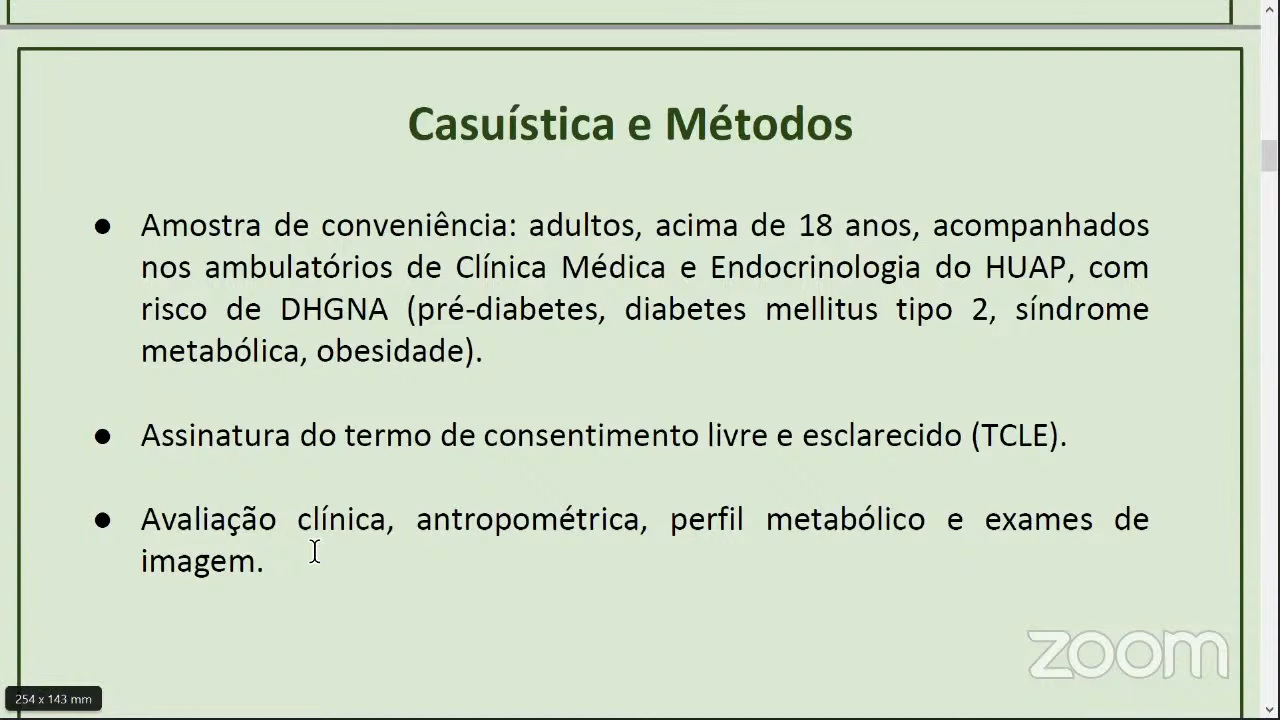 Casuística e Métodos
● Amostra de conveniência: adultos, acima de 18 anos, acompanhados
nos ambulatórios de Clínica Médica e Endocrinologia do HUAP, com
risco de DHGNA (pré-diabetes, diabetes mellitus tipo 2, síndrome
metabólica, obesidade).
● Assinatura do termo de consentimento livre e esclarecido (TCLE).
● Avaliação clínica, antropométrica, perfil metabólico e exames de
imagem.
zoom
254 x 143 mm